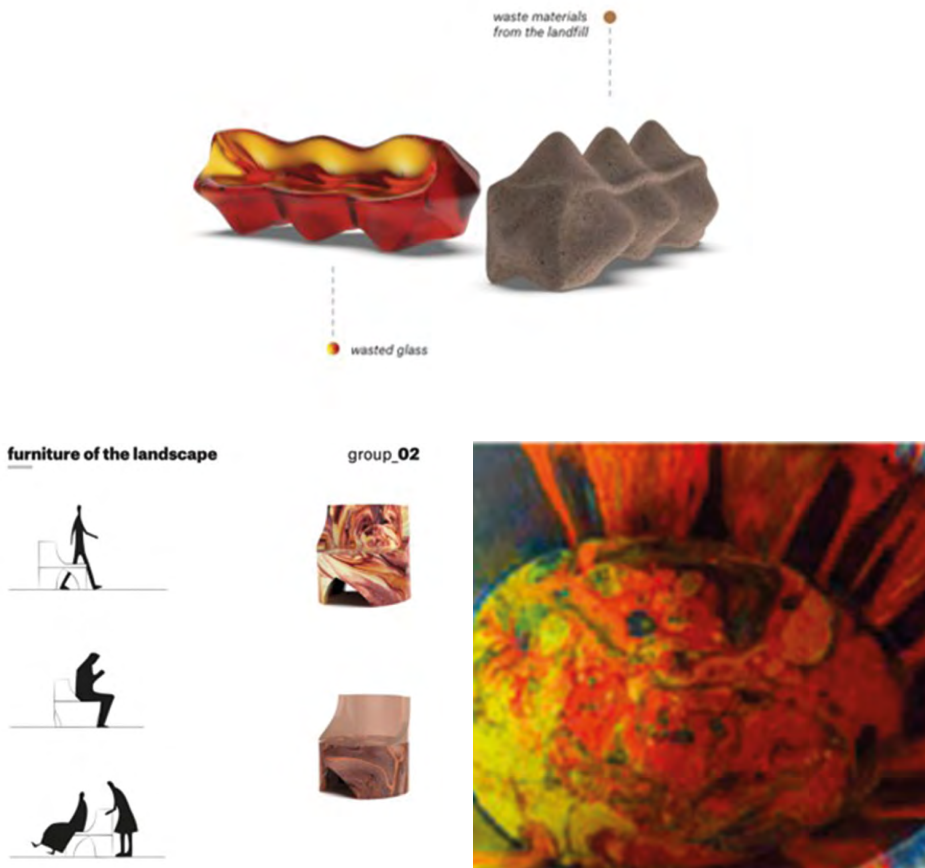 waste materials
from the landfill
wasted glass
furniture of the landscape
group_02